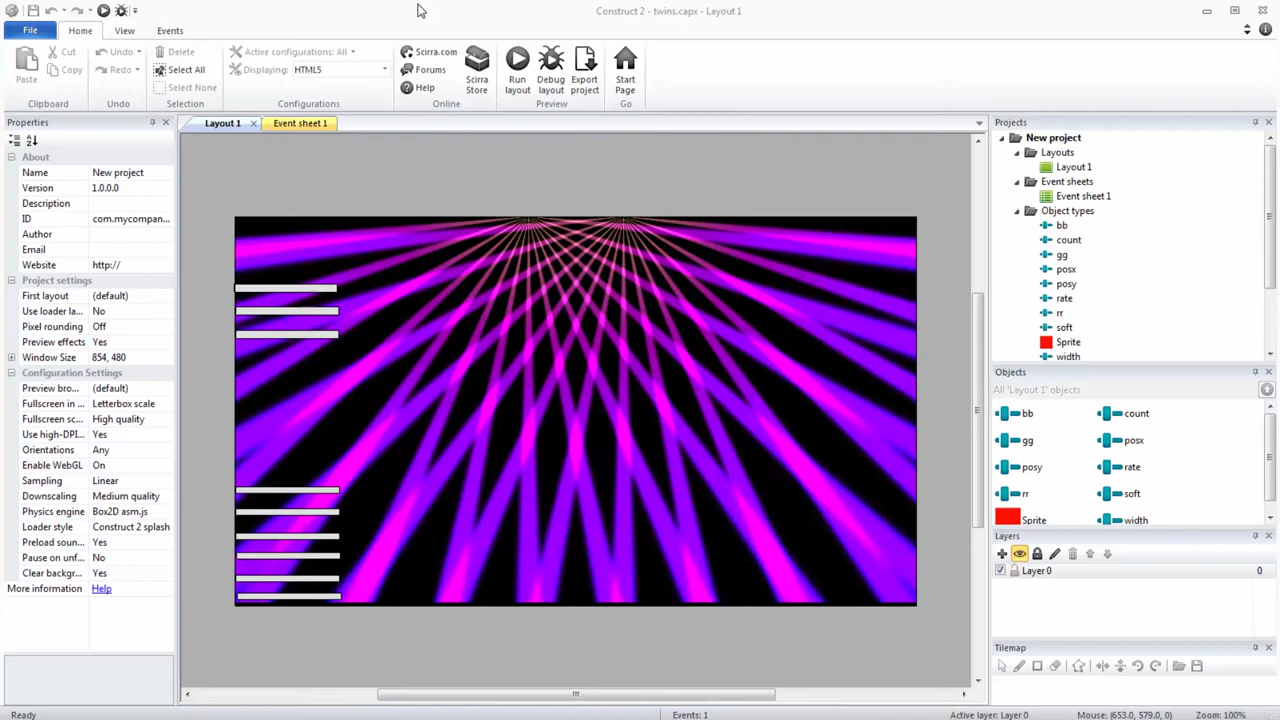 Construct 2 - twins.capx - Layout 1
File Home View Events
Paste Cut Copy Undo Redo Delete Select All Select None Active configurations: All Displaying: HTML5 Scirra.com Forums Help Scirra Store Run layout Debug layout Export project Start Page
Clipboard Undo Selection Configurations Online Preview Go
Properties
About
Name New project
Version 1.0.0.0
Description
ID com.mycompan...
Author
Email
Website http://
Project settings
First layout (default)
Use loader la... No
Pixel rounding Off
Preview effects Yes
Window Size 854, 480
Configuration Settings
Preview bro... (default)
Fullscreen in ... Letterbox scale
Fullscreen sc... High quality
Use high-DPI... Yes
Orientations Any
Enable WebGL On
Sampling Linear
Downscaling Medium quality
Physics engine Box2D asm.js
Loader style Construct 2 splash
Preload soun... Yes
Pause on unf... No
Clear backgr... Yes
More information Help
Layout 1 Event sheet 1
Projects
New project
Layouts
Layout 1
Event sheets
Event sheet 1
Object types
bb
count
gg
posx
posy
rate
rr
soft
Sprite
width
Objects
All 'Layout 1' objects
bb count
gg posx
posy rate
rr soft
Sprite width
Layers
Layer 0 0
Tilemap
Ready Events: 1 Active layer: Layer 0 Mouse: (653.0, 579.0, 0) Zoom: 100%